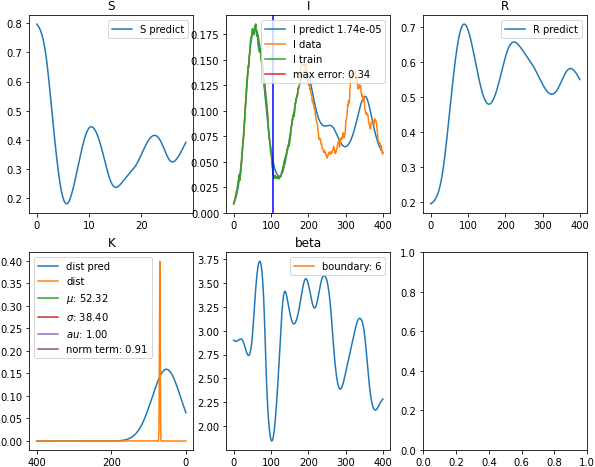 S
0.8
0.7
0.6
0.5
0.4
0.3
0.2
0 10 20
S predict
I
0.175
0.150
0.125
0.100
0.075
0.050
0.025
0.000
0 100 200 300 400
I predict 1.74e-05
I data
I train
max error: 0.34
R
0.7
0.6
0.5
0.4
0.3
0.2
0 100 200 300 400
R predict
K
0.40
0.35
0.30
0.25
0.20
0.15
0.10
0.05
0.00
400 200 0
dist pred
dist
μ: 52.32
σ: 38.40
au: 1.00
norm term: 0.91
beta
3.75
3.50
3.25
3.00
2.75
2.50
2.25
2.00
0 100 200 300 400
boundary: 6
1.0
0.8
0.6
0.4
0.2
0.0
0.0 0.2 0.4 0.6 0.8 1.0